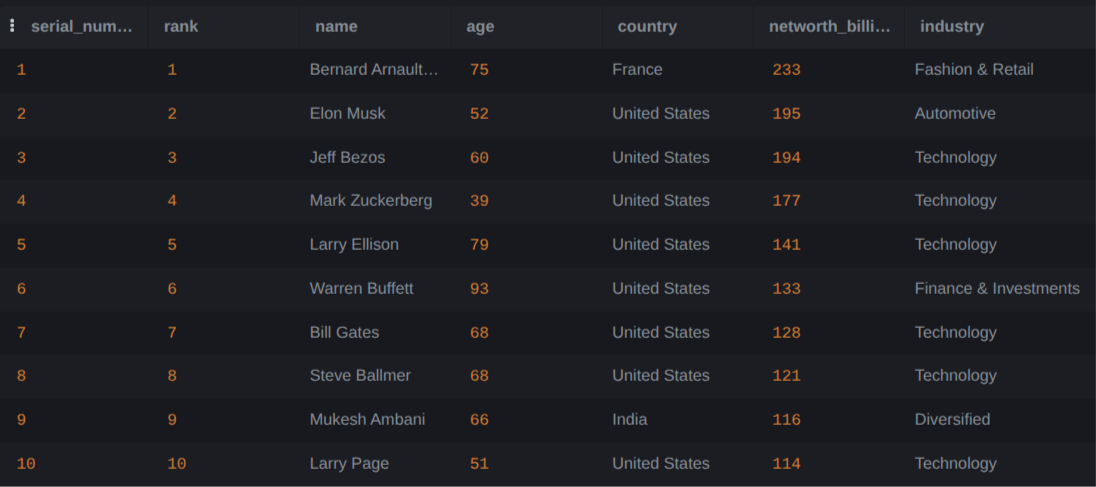 serial_num... rank name age country networth_billi... industry
1 1 Bernard Arnault... 75 France 233 Fashion & Retail
2 2 Elon Musk 52 United States 195 Automotive
3 3 Jeff Bezos 60 United States 194 Technology
4 4 Mark Zuckerberg 39 United States 177 Technology
5 5 Larry Ellison 79 United States 141 Technology
6 6 Warren Buffett 93 United States 133 Finance & Investments
7 7 Bill Gates 68 United States 128 Technology
8 8 Steve Ballmer 68 United States 121 Technology
9 9 Mukesh Ambani 66 India 116 Diversified
10 10 Larry Page 51 United States 114 Technology